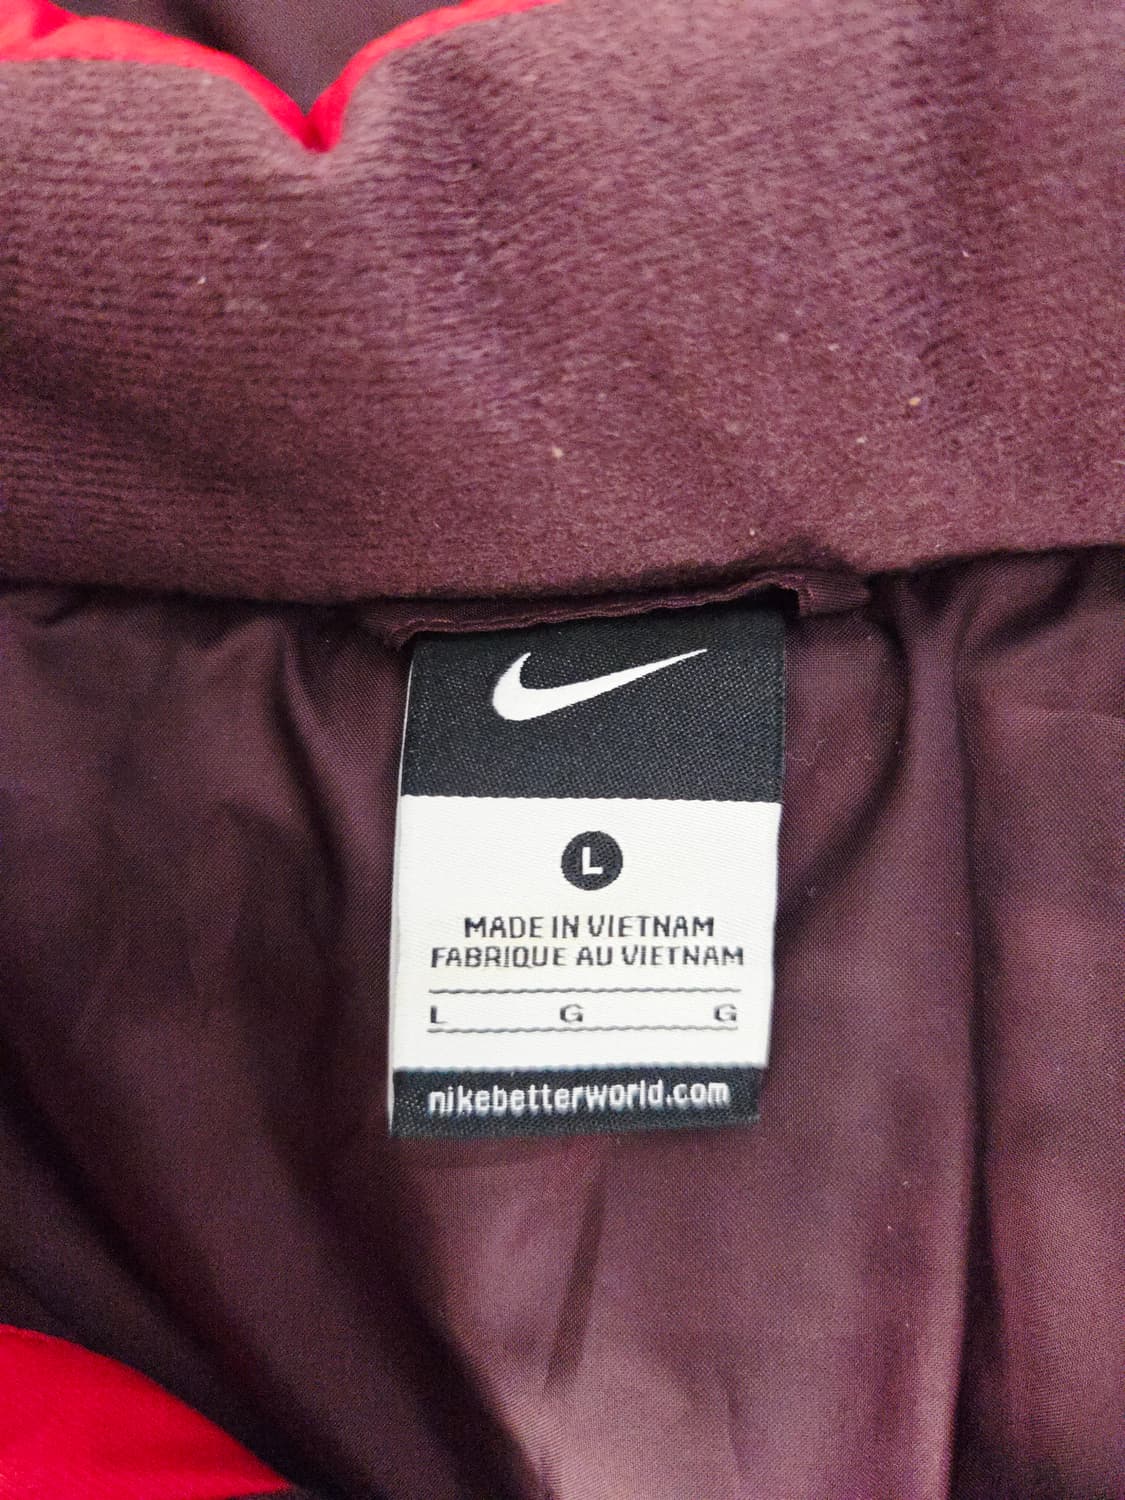 L
MADE IN VIETNAM
FABRIQUE AU VIETNAM
L G G
nikebetterworld.com